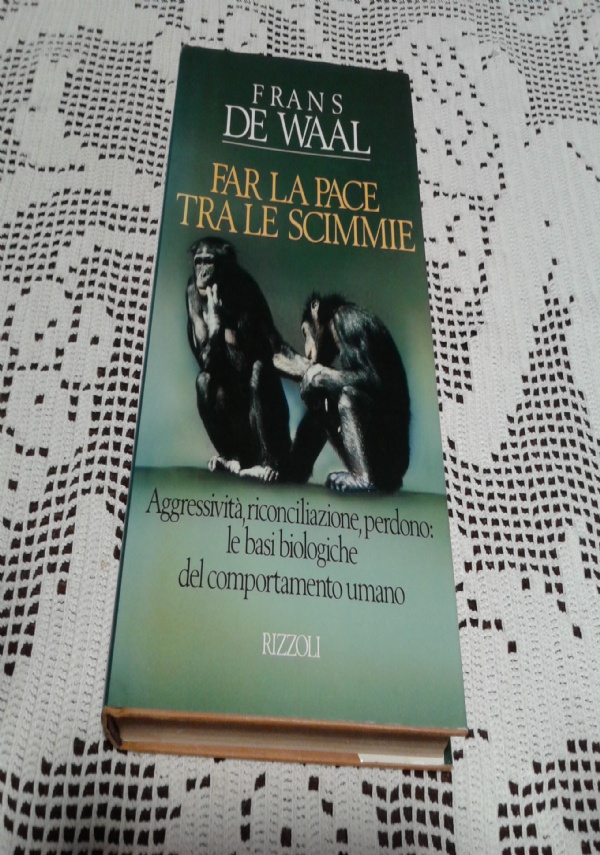 FRANS
DE WAAL
FAR LA PACE
TRA LE SCIMMIE
Aggressività, riconciliazione, perdono:
le basi biologiche
del comportamento umano
RIZZOLI